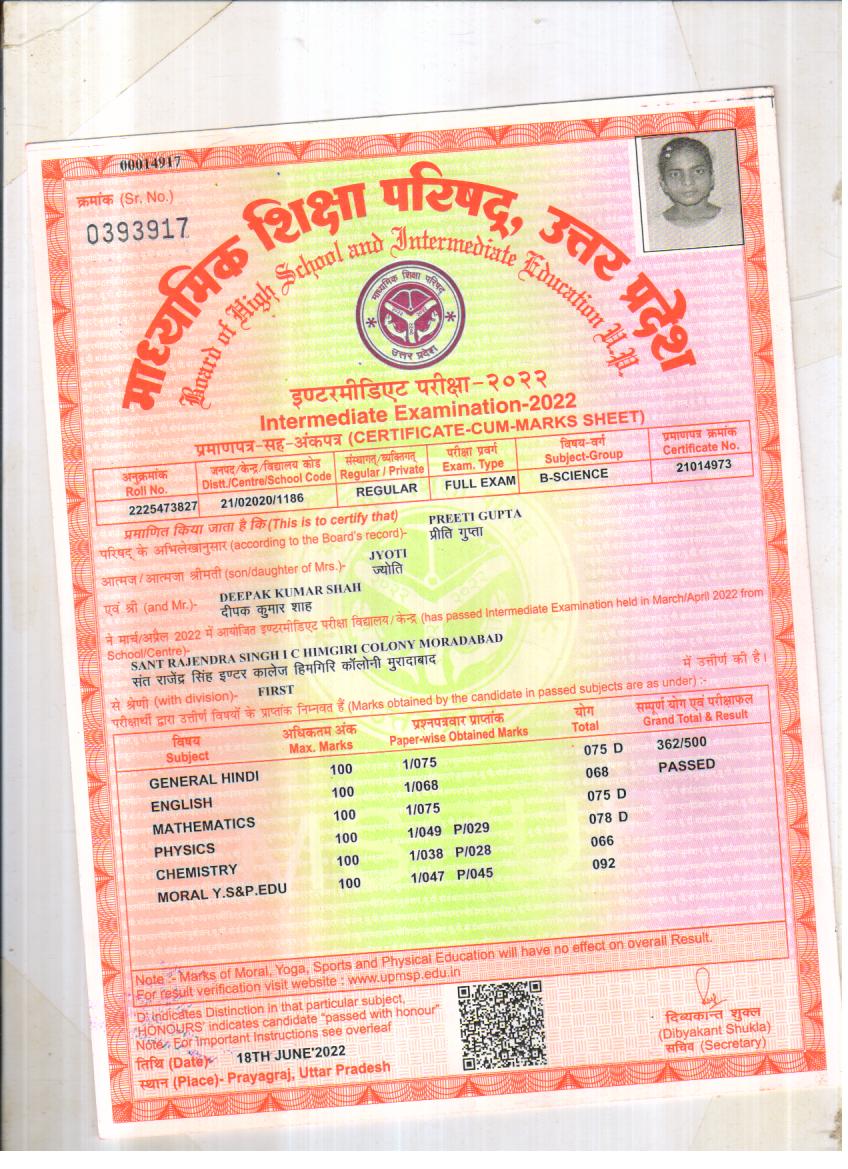 00014917
क्रमांक (Sr. No.)
0393917
माध्यमिक शिक्षा परिषद्, उत्तर प्रदेश
Board of High School and Intermediate Education U.P.
माध्यमिक शिक्षा परिषद
उत्तर प्रदेश
इण्टरमीडिएट परीक्षा-२०२२
Intermediate Examination-2022
प्रमाणपत्र-सह-अंकपत्र (CERTIFICATE-CUM-MARKS SHEET)
अनुक्रमांक जनपद/केन्द्र/विद्यालय कोड संस्थागत/व्यक्तिगत परीक्षा प्रवर्ग विषय-वर्ग प्रमाणपत्र क्रमांक
Roll No. Distt./Centre/School Code Regular / Private Exam. Type Subject-Group Certificate No.
2225473827 21/02020/1186 REGULAR FULL EXAM B-SCIENCE 21014973
प्रमाणित किया जाता है कि(This is to certify that) PREETI GUPTA
परिषद् के अभिलेखानुसार (according to the Board's record)- प्रीति गुप्ता
JYOTI
आत्मज/आत्मजा श्रीमती (son/daughter of Mrs.)- ज्योति
DEEPAK KUMAR SHAH
एवं श्री (and Mr.)- दीपक कुमार शाह
ने मार्च/अप्रैल 2022 में आयोजित इण्टरमीडिएट परीक्षा विद्यालय/केन्द्र (has passed Intermediate Examination held in March/April 2022 from
School/Centre)-
SANT RAJENDRA SINGH I C HIMGIRI COLONY MORADABAD
संत राजेंद्र सिंह इण्टर कालेज हिमगिरि कॉलोनी मुरादाबाद में उत्तीर्ण की है।
से श्रेणी (with division)- FIRST
परीक्षार्थी द्वारा उत्तीर्ण विषयों के प्राप्तांक निम्नवत हैं (Marks obtained by the candidate in passed subjects are as under) :-
विषय अधिकतम अंक प्रश्नपत्रवार प्राप्तांक योग सम्पूर्ण योग एवं परीक्षाफल
Subject Max. Marks Paper-wise Obtained Marks Total Grand Total & Result
GENERAL HINDI 100 1/075 075 D 362/500
ENGLISH 100 1/068 068 PASSED
MATHEMATICS 100 1/075 075 D
PHYSICS 100 1/049 P/029 078 D
CHEMISTRY 100 1/038 P/028 066
MORAL Y.S&P.EDU 100 1/047 P/045 092
Note :- Marks of Moral, Yoga, Sports and Physical Education will have no effect on overall Result.
For result verification visit website : www.upmsp.edu.in
'D' indicates Distinction in that particular subject,
'HONOURS' indicates candidate "passed with honour"
Note:- For Important Instructions see overleaf
तिथि (Date)- 18TH JUNE'2022
स्थान (Place)- Prayagraj, Uttar Pradesh
दिव्यकान्त शुक्ल
(Dibyakant Shukla)
सचिव (Secretary)